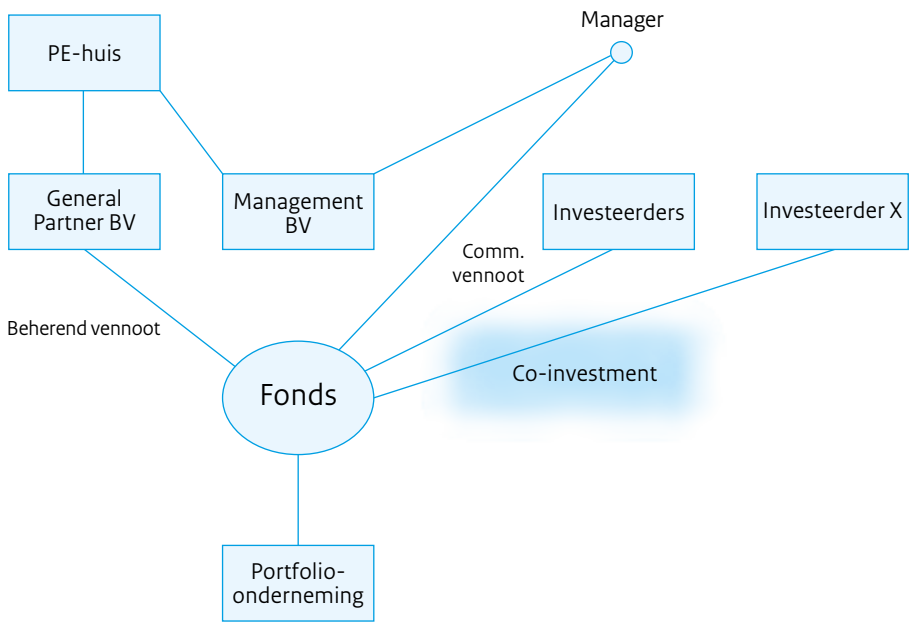 Manager
PE-huis
General
Partner BV
Management
BV
Investeerders
Investeerder X
Comm.
vennoot
Beherend vennoot
Co-investment
Fonds
Portfolio-
onderneming